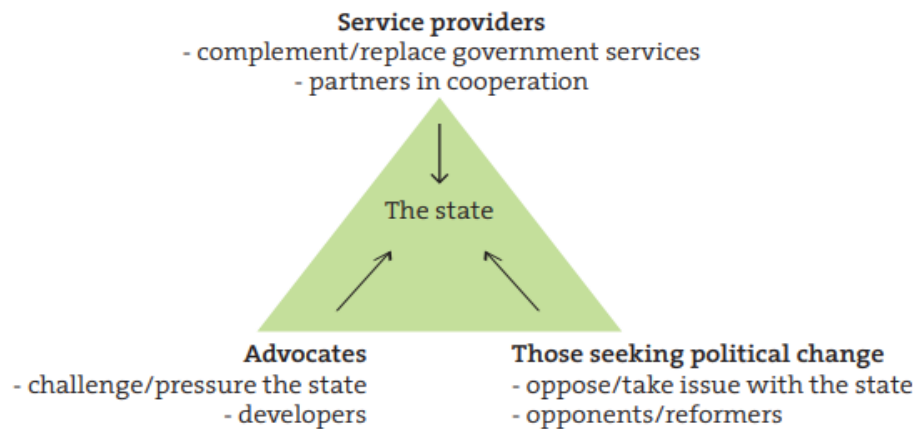 Service providers
- complement/replace government services
- partners in cooperation
The state
Advocates
- challenge/pressure the state
- developers
Those seeking political change
- oppose/take issue with the state
- opponents/reformers